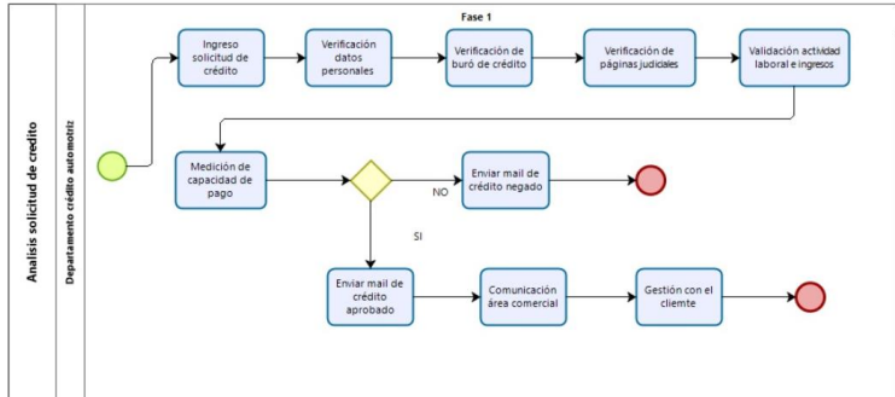 Analisis solicitud de credito
Departamento crédito automotriz
Fase 1
Ingreso
solicitud de
crédito
Verificación
datos
personales
Verificación de
buró de crédito
Verificación de
páginas judiciales
Validación actividad
laboral e ingresos
Medición de
capacidad de
pago
NO
Enviar mail de
crédito negado
SI
Enviar mail de
crédito
aprobado
Comunicación
área comercial
Gestión con el
cliemte